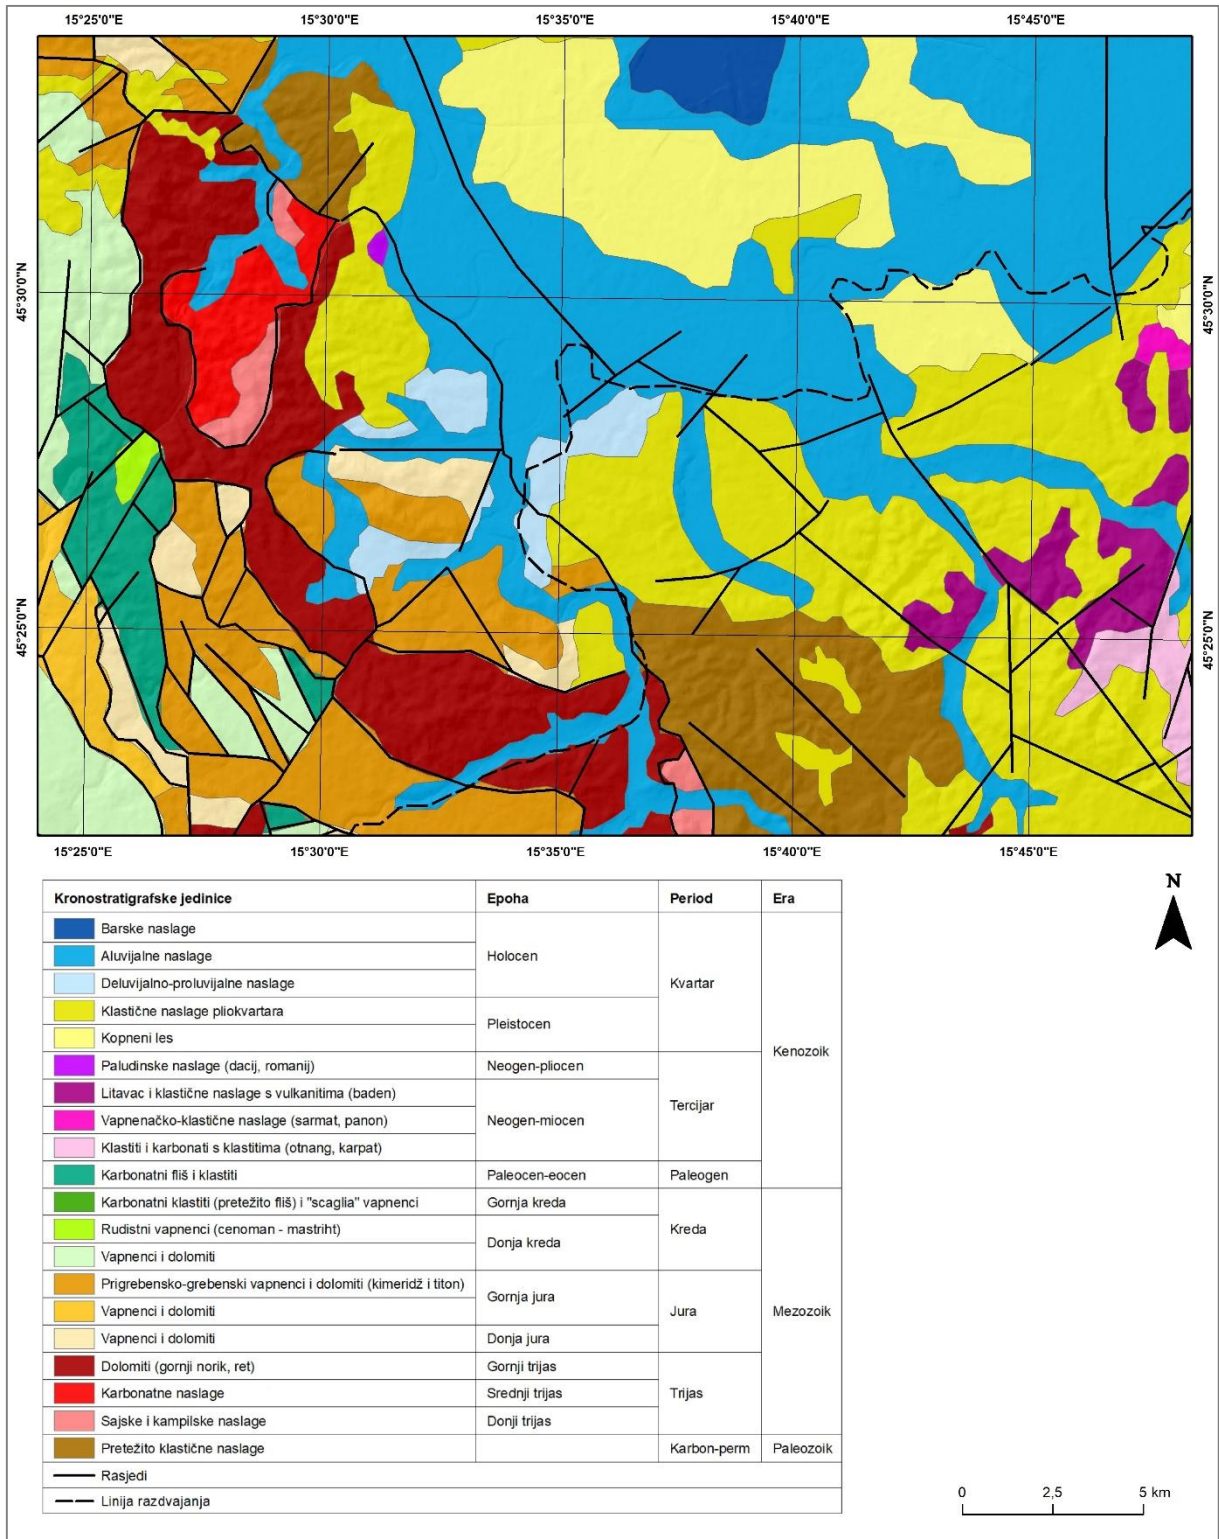 15°25'0"E 15°30'0"E 15°35'0"E 15°40'0"E 15°45'0"E
45°30'0"N 45°30'0"N
45°25'0"N 45°25'0"N
15°25'0"E 15°30'0"E 15°35'0"E 15°40'0"E 15°45'0"E
N
Kronostratigrafske jedinice Epoha Period Era
Barske naslage
Aluvijalne naslage Holocen
Deluvijalno-proluvijalne naslage Kvartar
Klastične naslage pliokvartara
Pleistocen
Kopneni les
Kenozoik
Paludinske naslage (dacij, romanij) Neogen-pliocen
Litavac i klastične naslage s vulkanitima (baden)
Tercijar
Vapnenačko-klastične naslage (sarmat, panon) Neogen-miocen
Klastiti i karbonati s klastitima (otnang, karpat)
Karbonatni fliš i klastiti Paleocen-eocen Paleogen
Karbonatni klastiti (pretežito fliš) i "scaglia" vapnenci Gornja kreda
Rudistni vapnenci (cenoman - mastriht) Kreda
Donja kreda
Vapnenci i dolomiti
Prigrebensko-grebenski vapnenci i dolomiti (kimeridž i titon)
Gornja jura
Vapnenci i dolomiti Jura Mezozoik
Vapnenci i dolomiti Donja jura
Dolomiti (gornji norik, ret) Gornji trijas
Karbonatne naslage Srednji trijas Trijas
Sajske i kampilske naslage Donji trijas
Pretežito klastične naslage Karbon-perm Paleozoik
Rasjedi
Linija razdvajanja
0 2,5 5 km